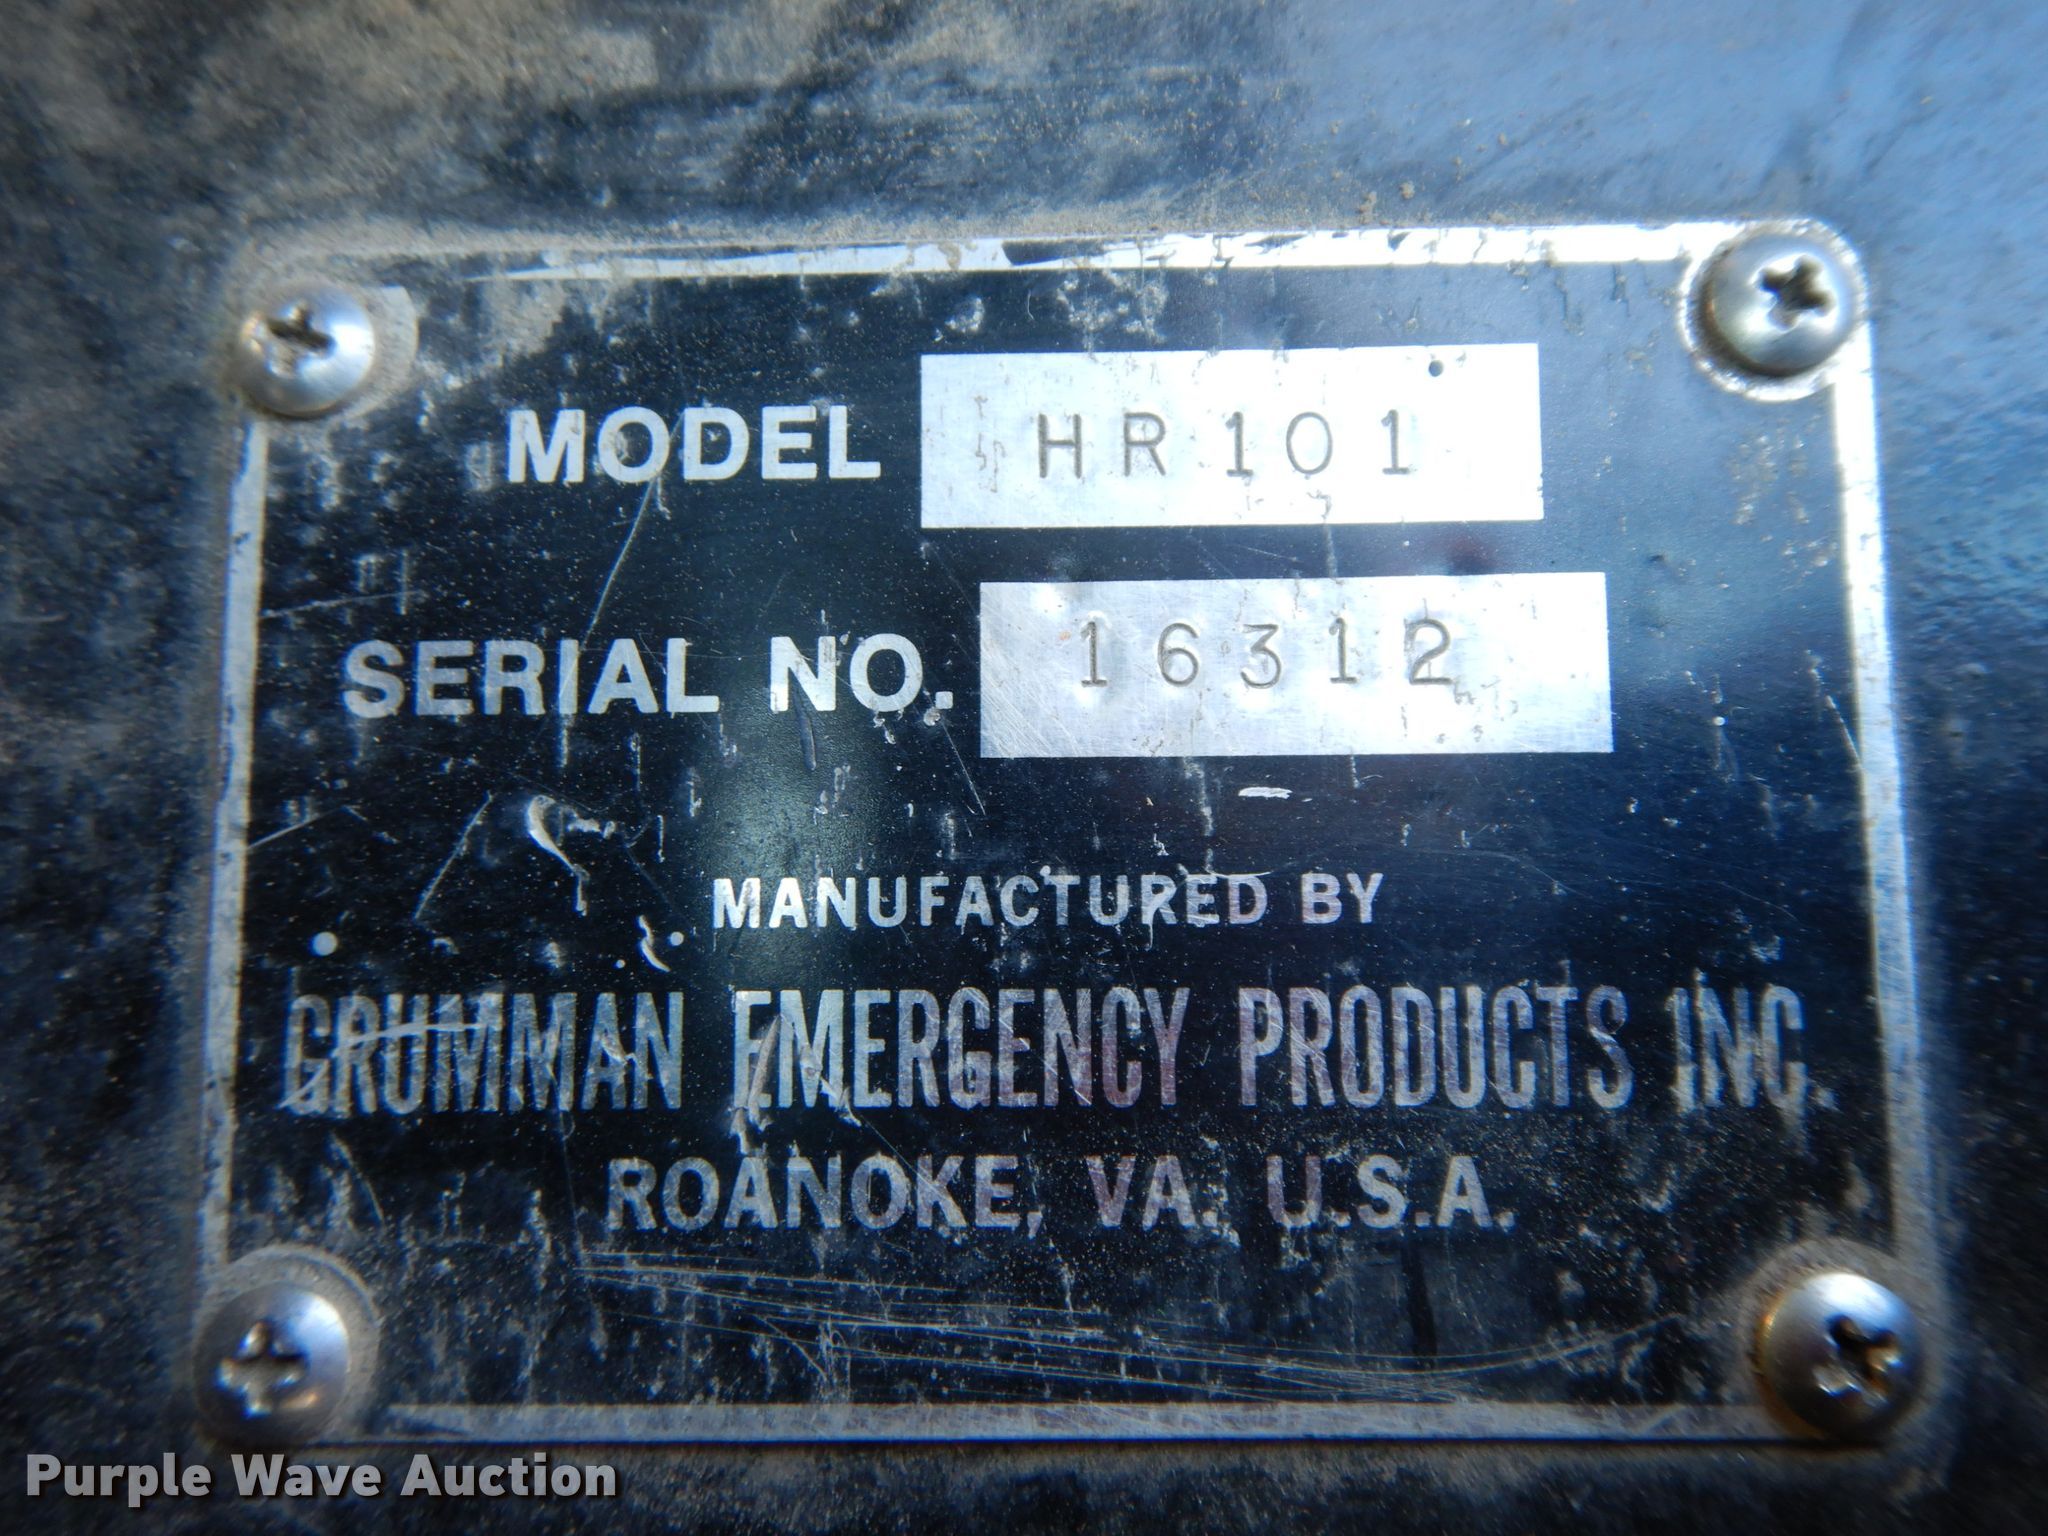 MODEL HR101
SERIAL NO. 16312
MANUFACTURED BY
GRUMMAN EMERGENCY PRODUCTS INC.
ROANOKE, VA. U.S.A.
Purple Wave Auction